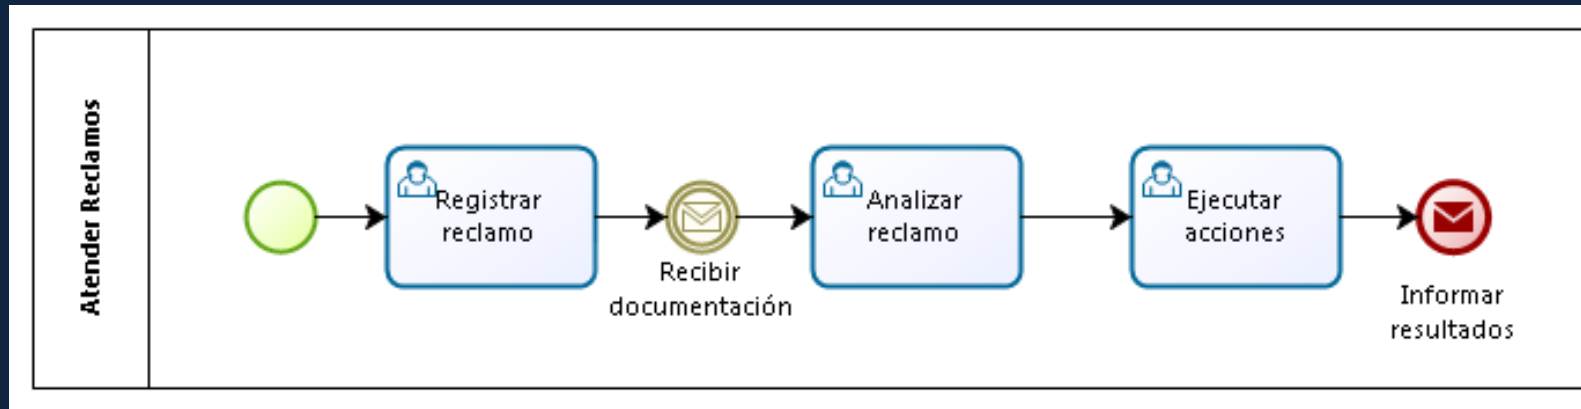 Atender Reclamos
Registrar
reclamo
Recibir
documentación
Analizar
reclamo
Ejecutar
acciones
Informar
resultados